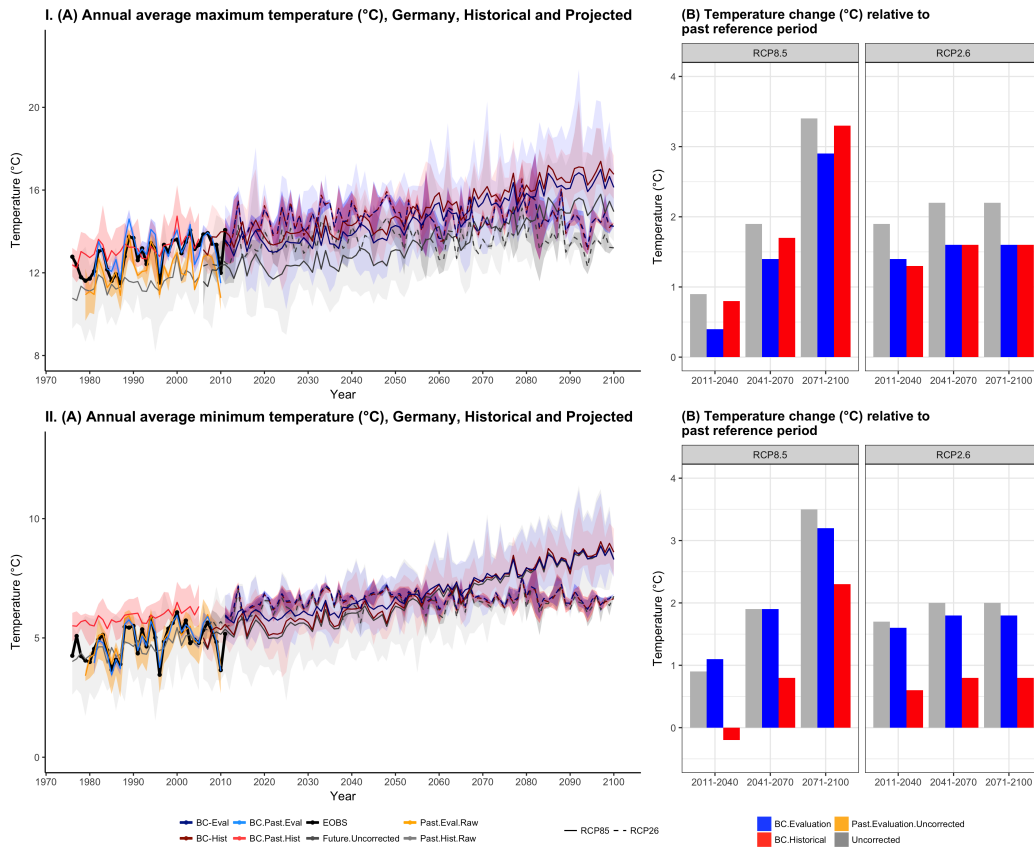 I. (A) Annual average maximum temperature (°C), Germany, Historical and Projected
(B) Temperature change (°C) relative to
past reference period
RCP8.5
RCP2.6
Temperature (°C)
20
16
12
8
1970
1980
1990
2000
2010
2020
2030
2040
2050
2060
2070
2080
2090
2100
Year
Temperature (°C)
4
3
2
1
0
2011-2040
2041-2070
2071-2100
2011-2040
2041-2070
2071-2100
II. (A) Annual average minimum temperature (°C), Germany, Historical and Projected
(B) Temperature change (°C) relative to
past reference period
RCP8.5
RCP2.6
Temperature (°C)
10
5
0
1970
1980
1990
2000
2010
2020
2030
2040
2050
2060
2070
2080
2090
2100
Year
Temperature (°C)
4
3
2
1
0
2011-2040
2041-2070
2071-2100
2011-2040
2041-2070
2071-2100
BC-Eval
BC.Past.Eval
EOBS
Past.Eval.Raw
BC-Hist
BC.Past.Hist
Future.Uncorrected
Past.Hist.Raw
RCP85
RCP26
BC.Evaluation
Past.Evaluation.Uncorrected
BC.Historical
Uncorrected